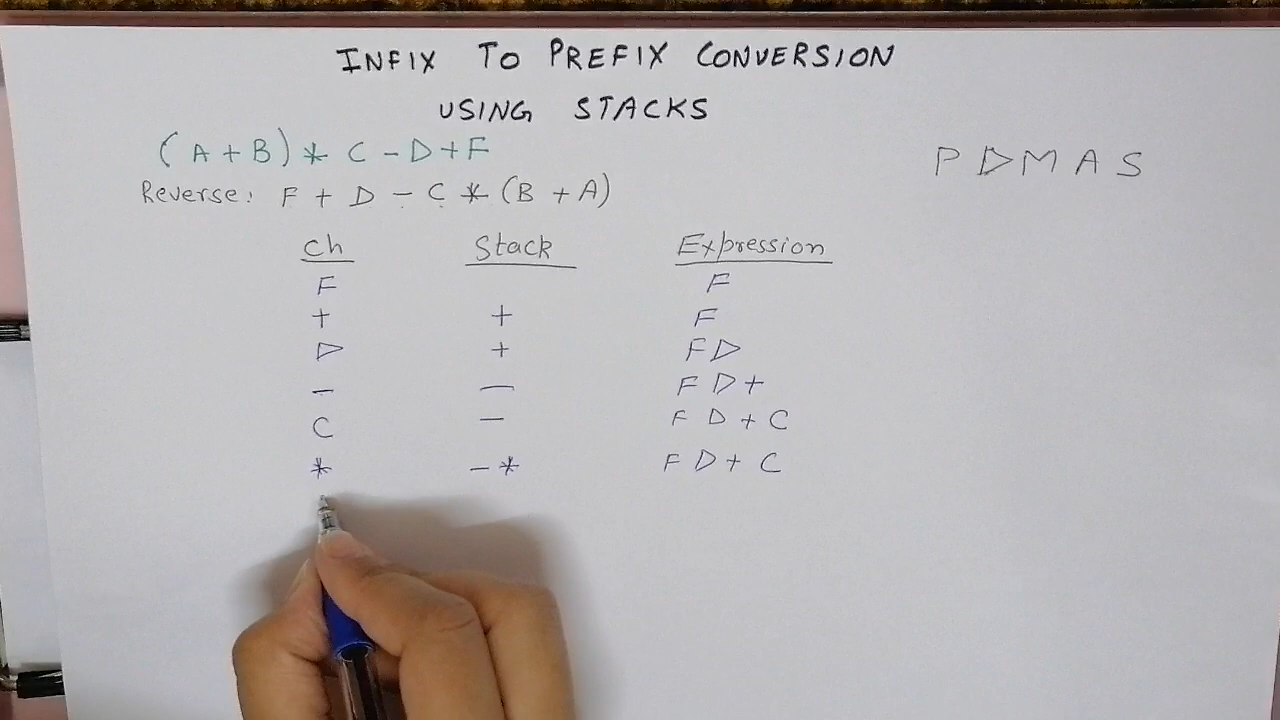 INFIX TO PREFIX CONVERSION
USING STACKS
(A+B)* C-D+F
PDMAS
Reverse: F + D - C * (B + A)
Ch Stack Expression
F F
+ + F
D + FD
- - FD+
C - FD+C
* -* FD+C